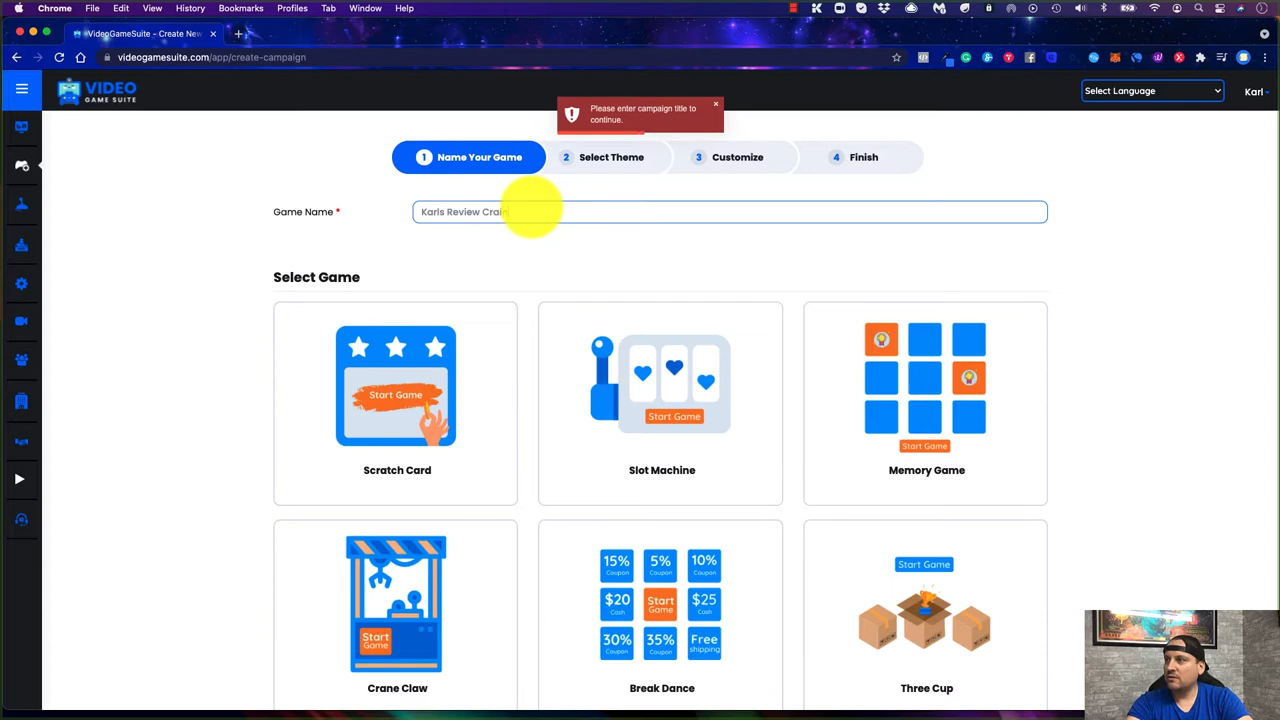 Chrome File Edit View History Bookmarks Profiles Tab Window Help
VideoGameSuite - Create New
videogamesuite.com/app/create-campaign
VIDEO
GAME SUITE
Select Language
Karl
Please enter campaign title to
continue.
1 Name Your Game
2 Select Theme
3 Customize
4 Finish
Game Name *
Karls Review Crain
Select Game
Start Game
Scratch Card
Start Game
Slot Machine
Start Game
Memory Game
Start
Game
Crane Claw
15%
Coupon
5%
Coupon
10%
Coupon
$20
Cash
Start
Game
$25
Cash
30%
Coupon
35%
Coupon
Free
shipping
Break Dance
Start Game
Three Cup